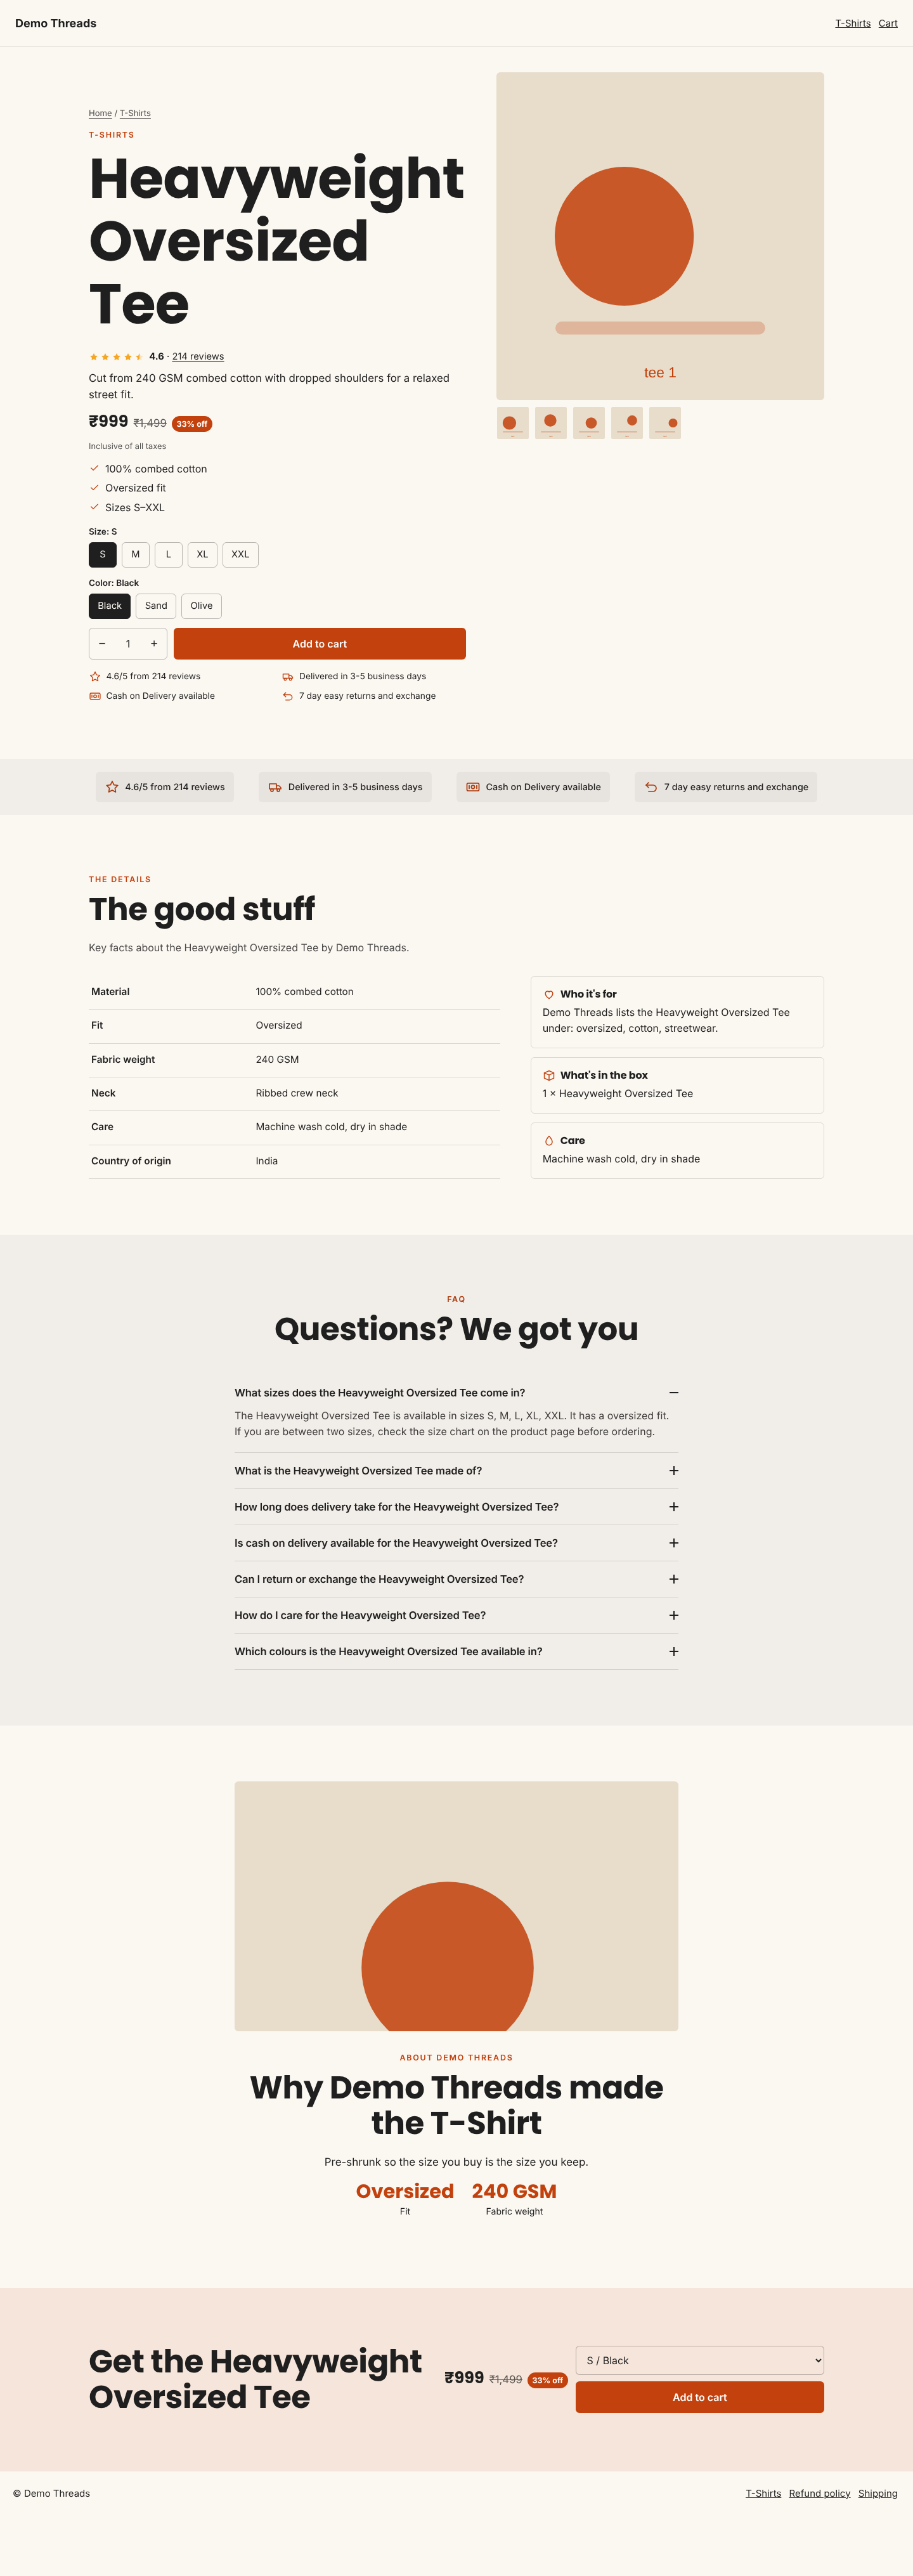 Demo Threads
T-Shirts Cart
Home / T-Shirts
T-SHIRTS
Heavyweight
Oversized
Tee
4.6 · 214 reviews
Cut from 240 GSM combed cotton with dropped shoulders for a relaxed
street fit.
₹999 ₹1,499 33% off
Inclusive of all taxes
100% combed cotton
Oversized fit
Sizes S–XXL
Size: S
S M L XL XXL
Color: Black
Black Sand Olive
− 1 + Add to cart
4.6/5 from 214 reviews Delivered in 3-5 business days
Cash on Delivery available 7 day easy returns and exchange
tee 1
4.6/5 from 214 reviews Delivered in 3-5 business days Cash on Delivery available 7 day easy returns and exchange
THE DETAILS
The good stuff
Key facts about the Heavyweight Oversized Tee by Demo Threads.
Material 100% combed cotton
Fit Oversized
Fabric weight 240 GSM
Neck Ribbed crew neck
Care Machine wash cold, dry in shade
Country of origin India
Who it's for
Demo Threads lists the Heavyweight Oversized Tee
under: oversized, cotton, streetwear.
What's in the box
1 × Heavyweight Oversized Tee
Care
Machine wash cold, dry in shade
FAQ
Questions? We got you
What sizes does the Heavyweight Oversized Tee come in?
The Heavyweight Oversized Tee is available in sizes S, M, L, XL, XXL. It has a oversized fit.
If you are between two sizes, check the size chart on the product page before ordering.
What is the Heavyweight Oversized Tee made of?
How long does delivery take for the Heavyweight Oversized Tee?
Is cash on delivery available for the Heavyweight Oversized Tee?
Can I return or exchange the Heavyweight Oversized Tee?
How do I care for the Heavyweight Oversized Tee?
Which colours is the Heavyweight Oversized Tee available in?
ABOUT DEMO THREADS
Why Demo Threads made
the T-Shirt
Pre-shrunk so the size you buy is the size you keep.
Oversized 240 GSM
Fit Fabric weight
Get the Heavyweight
Oversized Tee
₹999 ₹1,499 33% off
S / Black
Add to cart
© Demo Threads
T-Shirts Refund policy Shipping